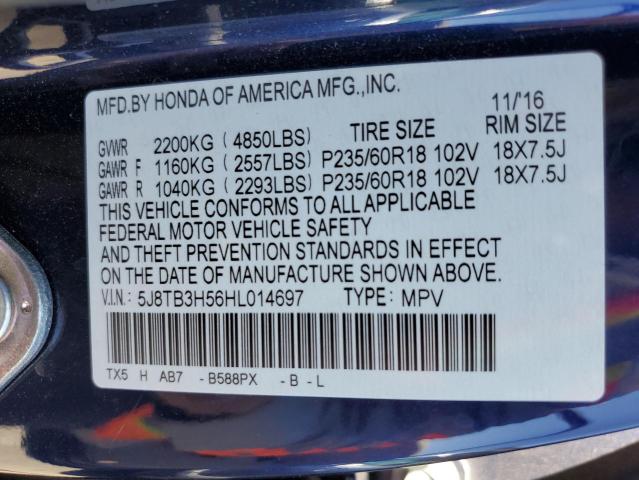 MFD.BY HONDA OF AMERICA MFG.,INC. 11/16
GVWR 2200KG ( 4850LBS) TIRE SIZE RIM SIZE
GAWR F 1160KG ( 2557LBS) P235/60R18 102V 18X7.5J
GAWR R 1040KG ( 2293LBS) P235/60R18 102V 18X7.5J
THIS VEHICLE CONFORMS TO ALL APPLICABLE
FEDERAL MOTOR VEHICLE SAFETY
AND THEFT PREVENTION STANDARDS IN EFFECT
ON THE DATE OF MANUFACTURE SHOWN ABOVE.
V.I.N.: 5J8TB3H56HL014697 TYPE: MPV
TX5 H AB7 - B588PX - B - L